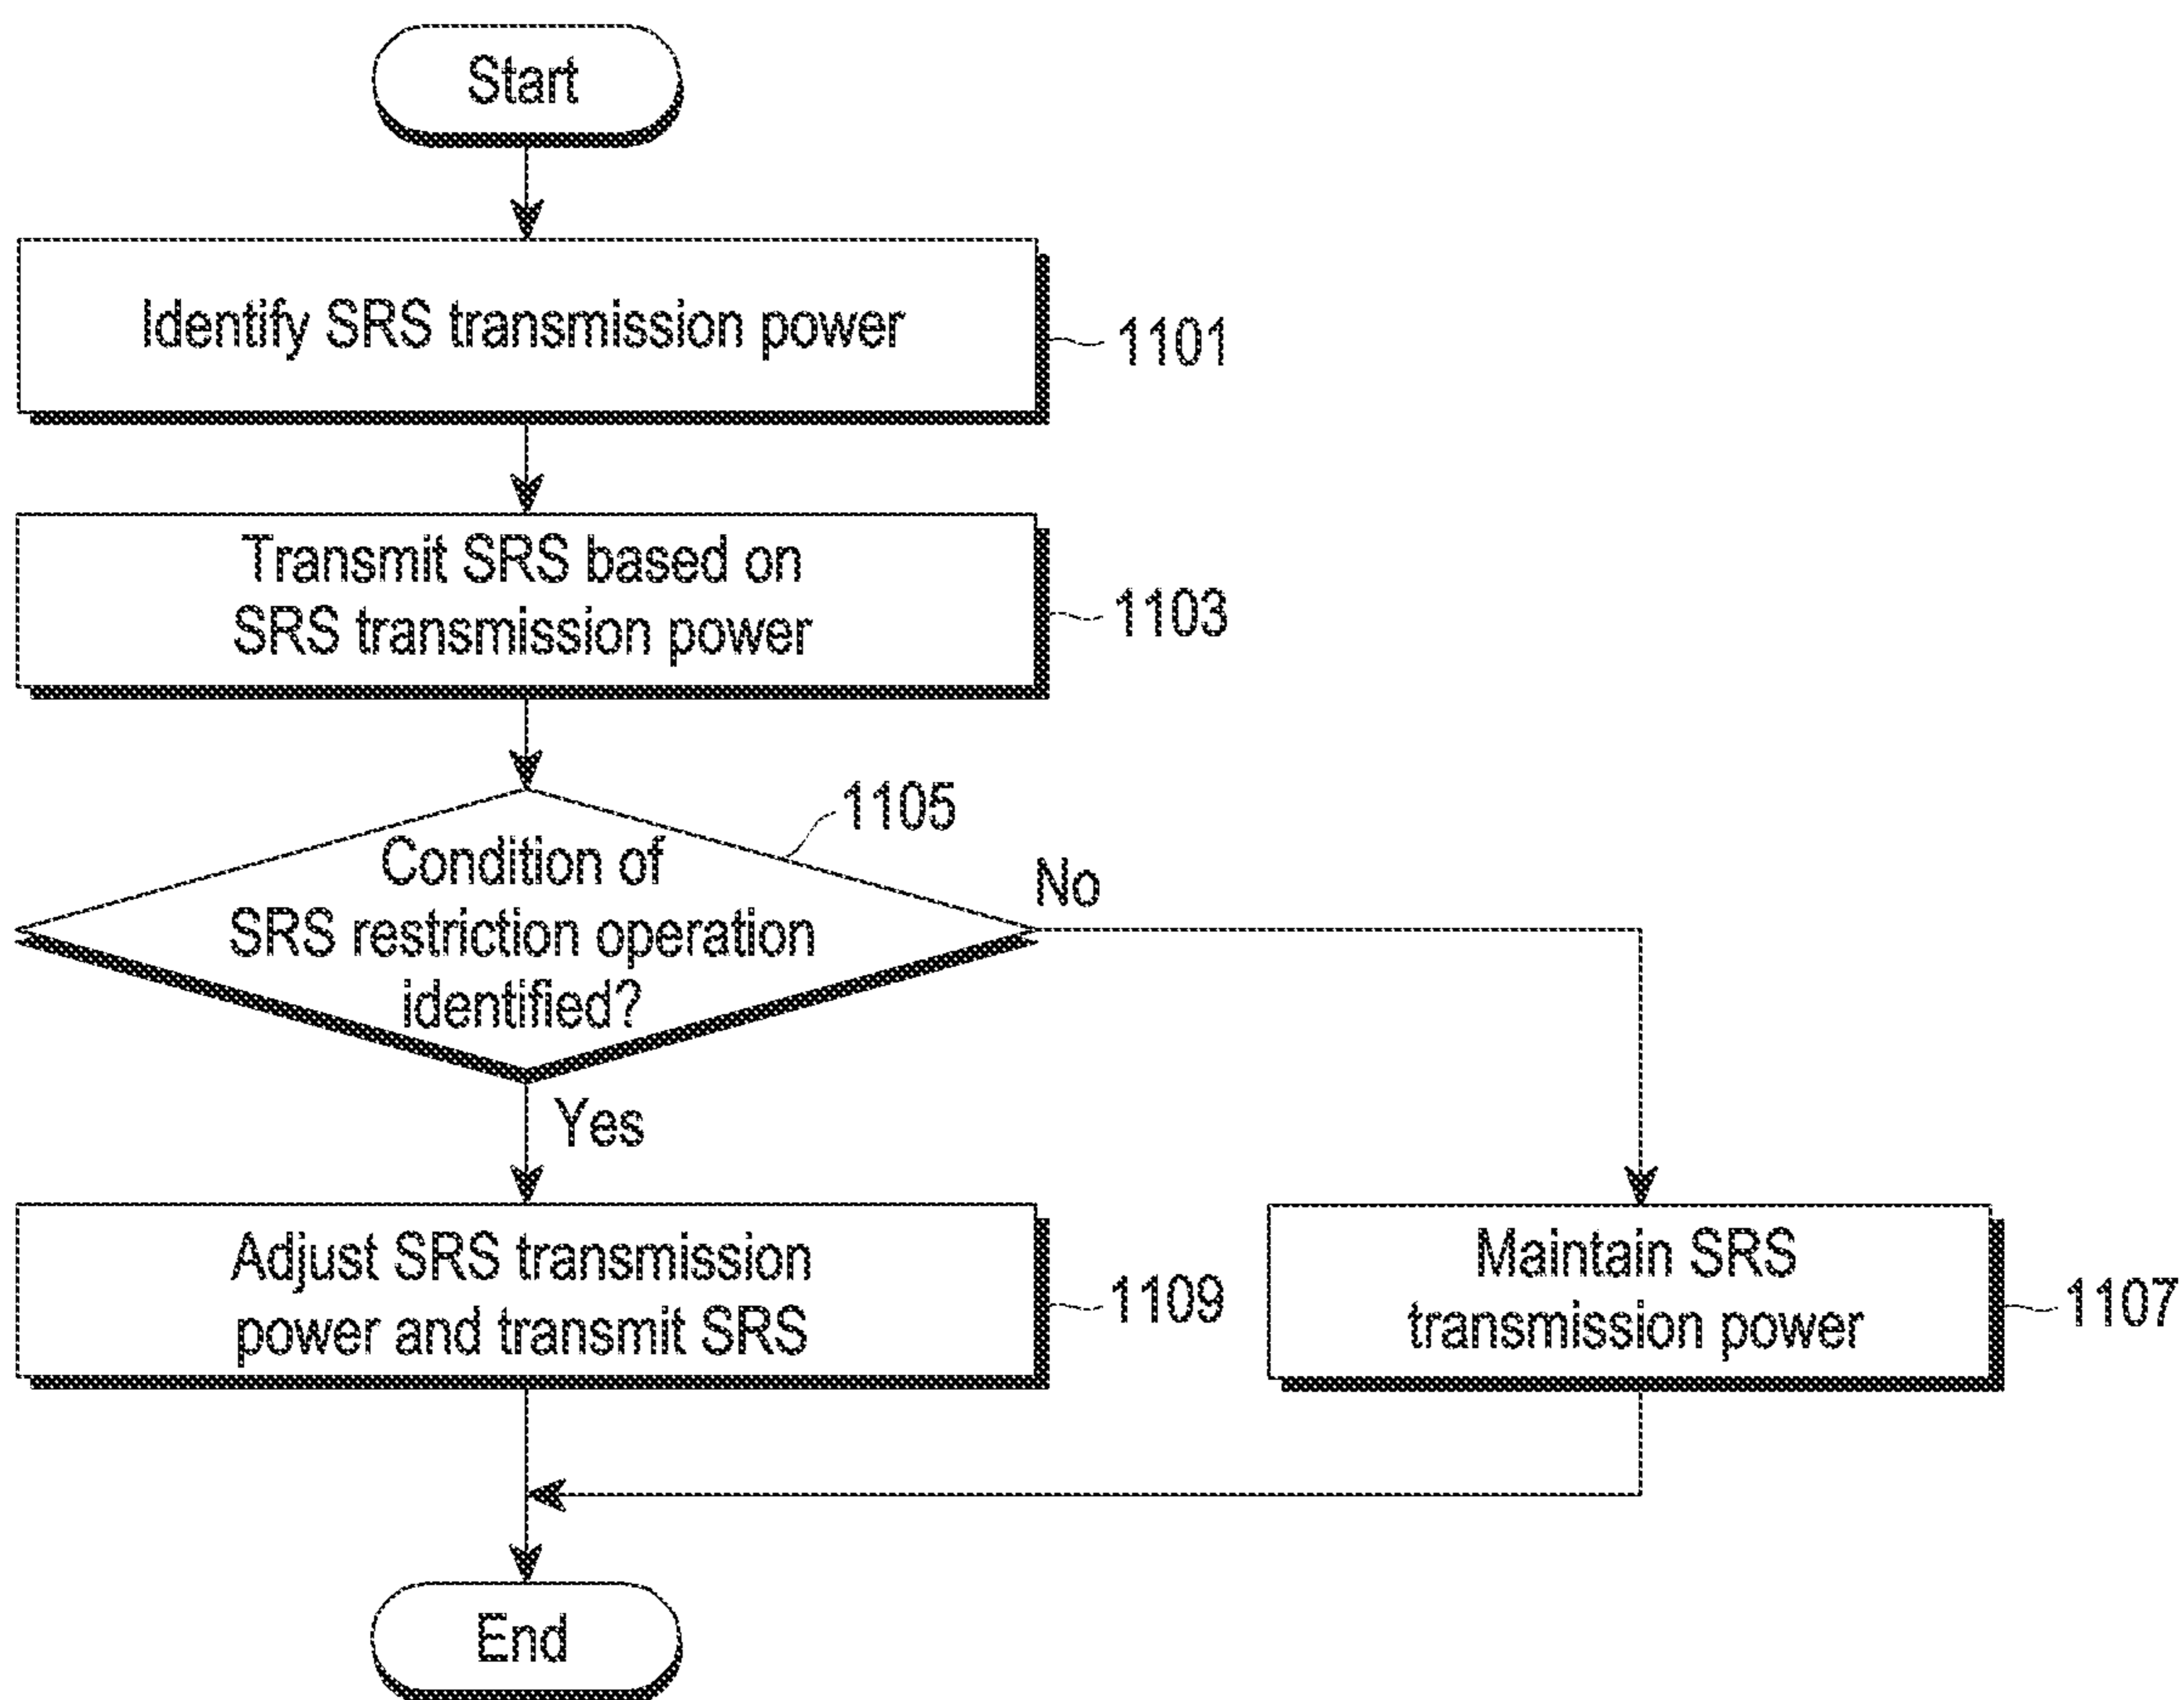 Start
Identify SRS transmission power
1101
Transmit SRS based on
SRS transmission power
1103
1105
Condition of
SRS restriction operation
identified?
No
Yes
Adjust SRS transmission
power and transmit SRS
1109
Maintain SRS
transmission power
1107
End